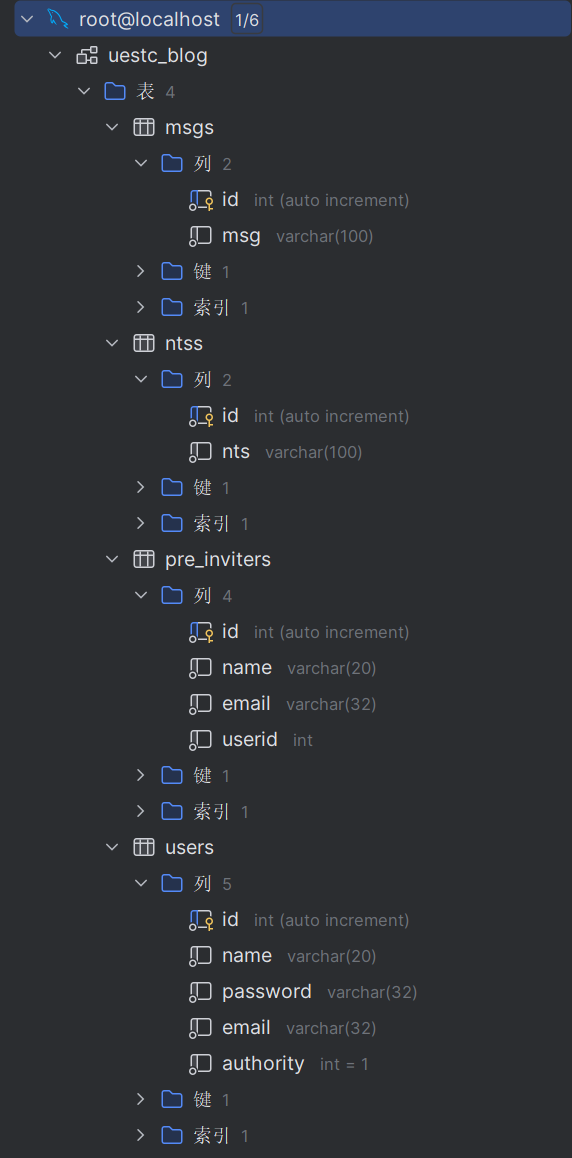 root@localhost 1/6
uestc_blog
表 4
msgs
列 2
id int (auto increment)
msg varchar(100)
键 1
索引 1
ntss
列 2
id int (auto increment)
nts varchar(100)
键 1
索引 1
pre_inviters
列 4
id int (auto increment)
name varchar(20)
email varchar(32)
userid int
键 1
索引 1
users
列 5
id int (auto increment)
name varchar(20)
password varchar(32)
email varchar(32)
authority int = 1
键 1
索引 1